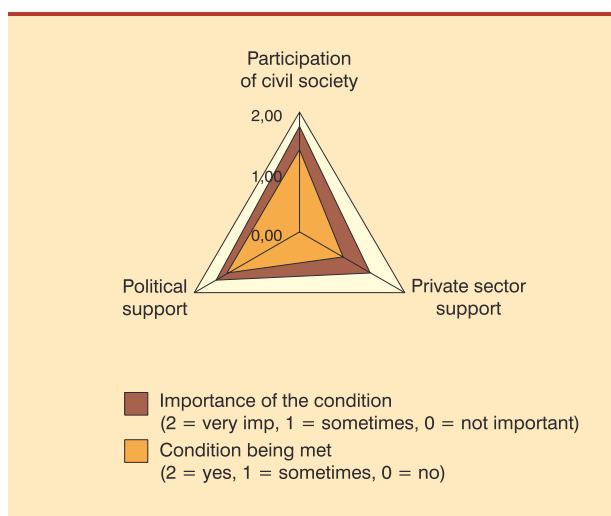 Participation
of civil society
2,00
1,00
0,00
Political
support
Private sector
support
Importance of the condition
(2 = very imp, 1 = sometimes, 0 = not important)
Condition being met
(2 = yes, 1 = sometimes, 0 = no)